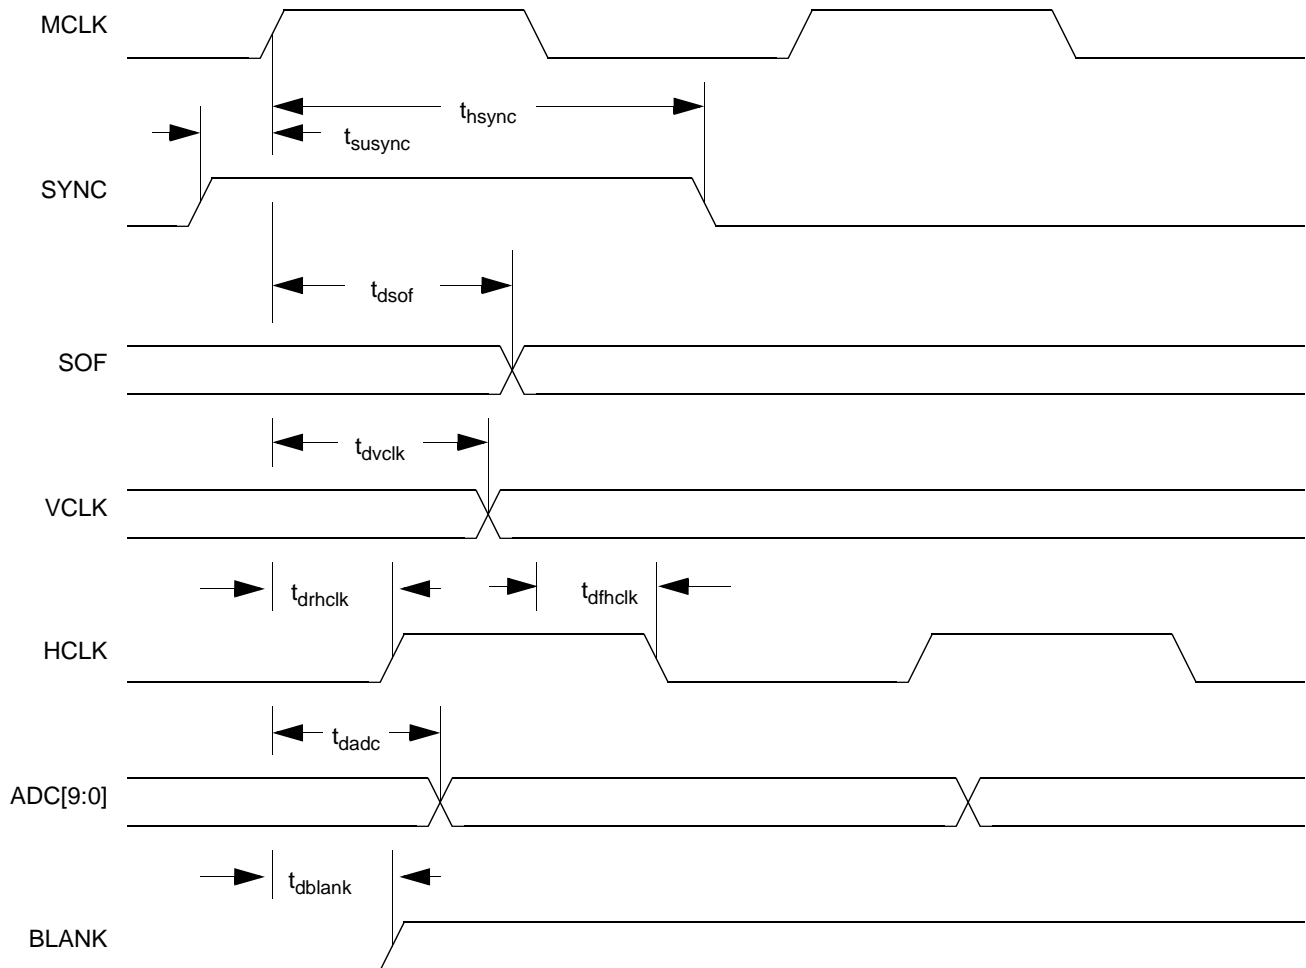 MCLK
thsync
tsusync
SYNC
tdsof
SOF
tdvclk
VCLK
tdrhclk
tdfhclk
HCLK
tdadc
ADC[9:0]
tdblank
BLANK